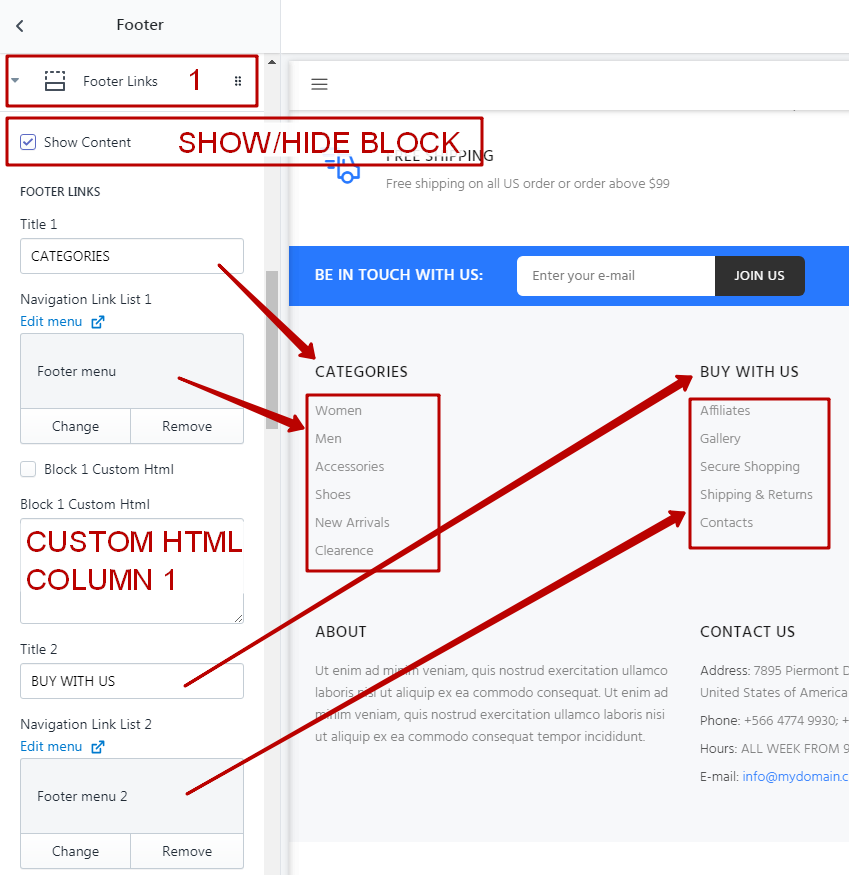 Footer
Footer Links
1
Show Content
SHOW/HIDE BLOCK
FOOTER LINKS
Title 1
CATEGORIES
Navigation Link List 1
Edit menu
Footer menu
Change
Remove
Block 1 Custom Html
Block 1 Custom Html
CUSTOM HTML
COLUMN 1
Title 2
BUY WITH US
Navigation Link List 2
Edit menu
Footer menu 2
Change
Remove
FREE SHIPPING
Free shipping on all US order or order above $99
BE IN TOUCH WITH US:
Enter your e-mail
JOIN US
CATEGORIES
Women
Men
Accessories
Shoes
New Arrivals
Clearence
BUY WITH US
Affiliates
Gallery
Secure Shopping
Shipping & Returns
Contacts
ABOUT
Ut enim ad minim veniam, quis nostrud exercitation ullamco
laboris nisi ut aliquip ex ea commodo consequat. Ut enim ad
minim veniam, quis nostrud exercitation ullamco laboris nisi
ut aliquip ex ea commodo consequat tempor incididunt.
CONTACT US
Address: 7895 Piermont D
United States of America
Phone: +566 4774 9930; +
Hours: ALL WEEK FROM 9
E-mail: info@mydomain.c